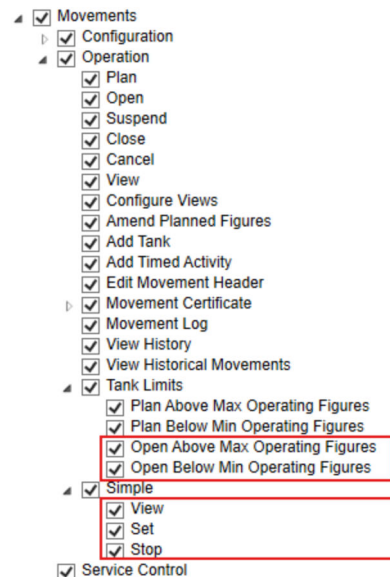 Movements
Configuration
Operation
Plan
Open
Suspend
Close
Cancel
View
Configure Views
Amend Planned Figures
Add Tank
Add Timed Activity
Edit Movement Header
Movement Certificate
Movement Log
View History
View Historical Movements
Tank Limits
Plan Above Max Operating Figures
Plan Below Min Operating Figures
Open Above Max Operating Figures
Open Below Min Operating Figures
Simple
View
Set
Stop
Service Control